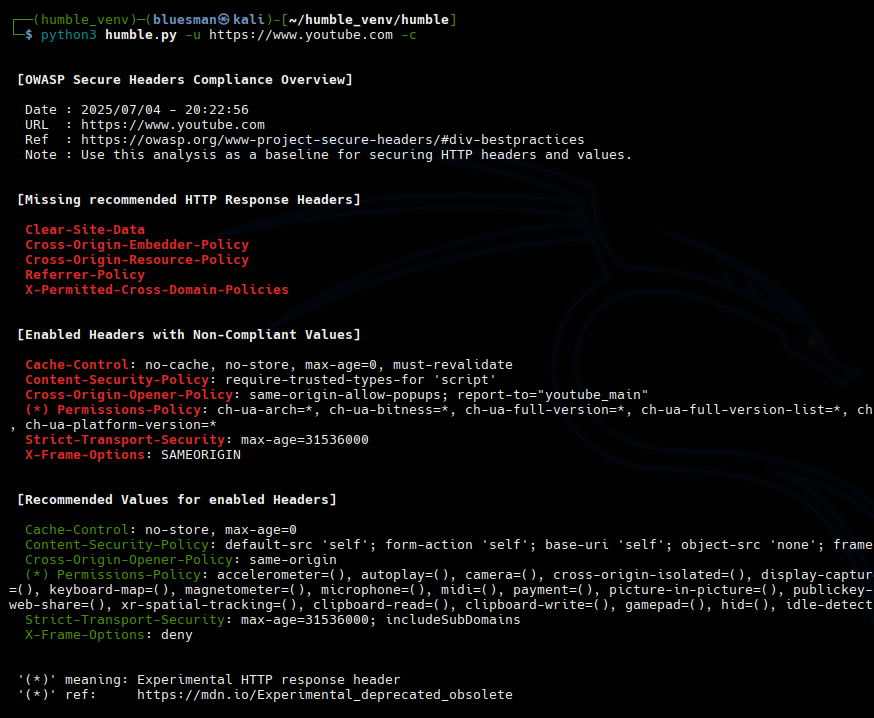 ┌──(humble_venv)─(bluesman㉿kali)-[~/humble_venv/humble]
└─$ python3 humble.py -u https://www.youtube.com -c
[OWASP Secure Headers Compliance Overview]
Date : 2025/07/04 - 20:22:56
URL  : https://www.youtube.com
Ref  : https://owasp.org/www-project-secure-headers/#div-bestpractices
Note : Use this analysis as a baseline for securing HTTP headers and values.
[Missing recommended HTTP Response Headers]
Clear-Site-Data
Cross-Origin-Embedder-Policy
Cross-Origin-Resource-Policy
Referrer-Policy
X-Permitted-Cross-Domain-Policies
[Enabled Headers with Non-Compliant Values]
Cache-Control: no-cache, no-store, max-age=0, must-revalidate
Content-Security-Policy: require-trusted-types-for 'script'
Cross-Origin-Opener-Policy: same-origin-allow-popups; report-to="youtube_main"
(*) Permissions-Policy: ch-ua-arch=*, ch-ua-bitness=*, ch-ua-full-version=*, ch-ua-full-version-list=*, ch
, ch-ua-platform-version=*
Strict-Transport-Security: max-age=31536000
X-Frame-Options: SAMEORIGIN
[Recommended Values for enabled Headers]
Cache-Control: no-store, max-age=0
Content-Security-Policy: default-src 'self'; form-action 'self'; base-uri 'self'; object-src 'none'; frame
Cross-Origin-Opener-Policy: same-origin
(*) Permissions-Policy: accelerometer=(), autoplay=(), camera=(), cross-origin-isolated=(), display-captur
=(), keyboard-map=(), magnetometer=(), microphone=(), midi=(), payment=(), picture-in-picture=(), publickey-
web-share=(), xr-spatial-tracking=(), clipboard-read=(), clipboard-write=(), gamepad=(), hid=(), idle-detect
Strict-Transport-Security: max-age=31536000; includeSubDomains
X-Frame-Options: deny
'(*)' meaning: Experimental HTTP response header
'(*)' ref:     https://mdn.io/Experimental_deprecated_obsolete